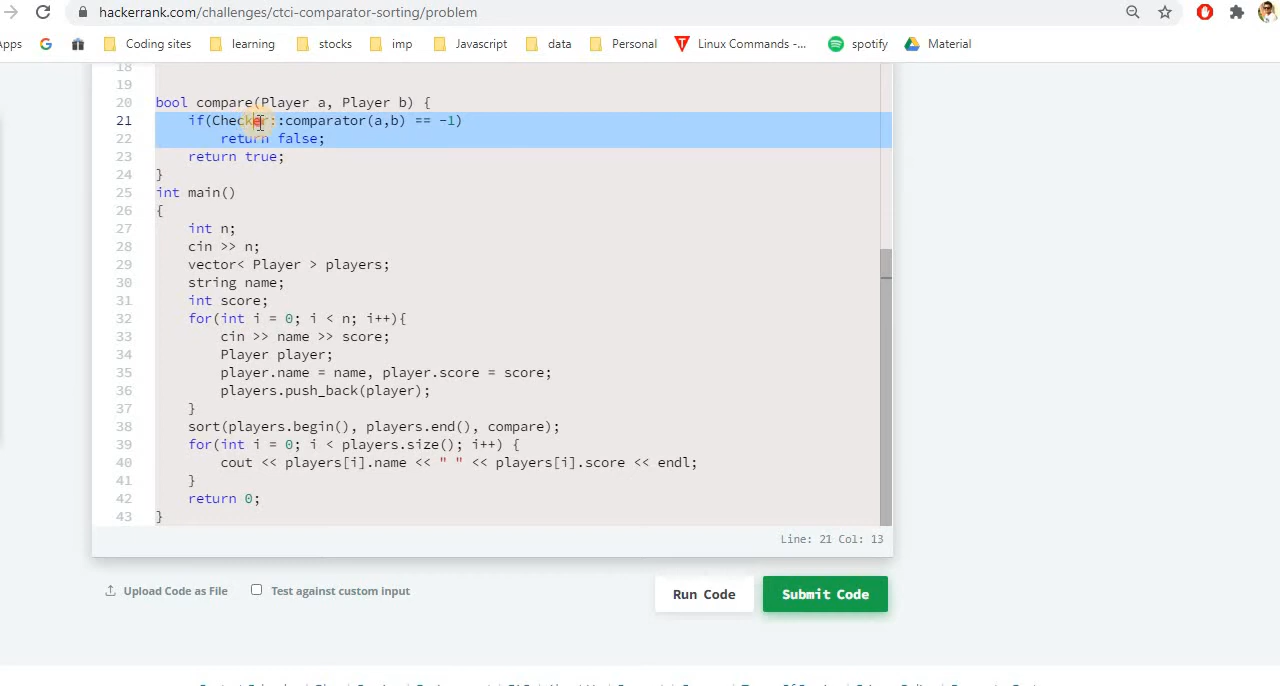 hackerrank.com/challenges/ctci-comparator-sorting/problem
pps Coding sites learning stocks imp Javascript data Personal Linux Commands -... spotify Material
18
19
20 bool compare(Player a, Player b) {
21 if(Checker::comparator(a,b) == -1)
22 return false;
23 return true;
24 }
25 int main()
26 {
27 int n;
28 cin >> n;
29 vector< Player > players;
30 string name;
31 int score;
32 for(int i = 0; i < n; i++){
33 cin >> name >> score;
34 Player player;
35 player.name = name, player.score = score;
36 players.push_back(player);
37 }
38 sort(players.begin(), players.end(), compare);
39 for(int i = 0; i < players.size(); i++) {
40 cout << players[i].name << " " << players[i].score << endl;
41 }
42 return 0;
43 }
Line: 21 Col: 13
Upload Code as File Test against custom input Run Code Submit Code